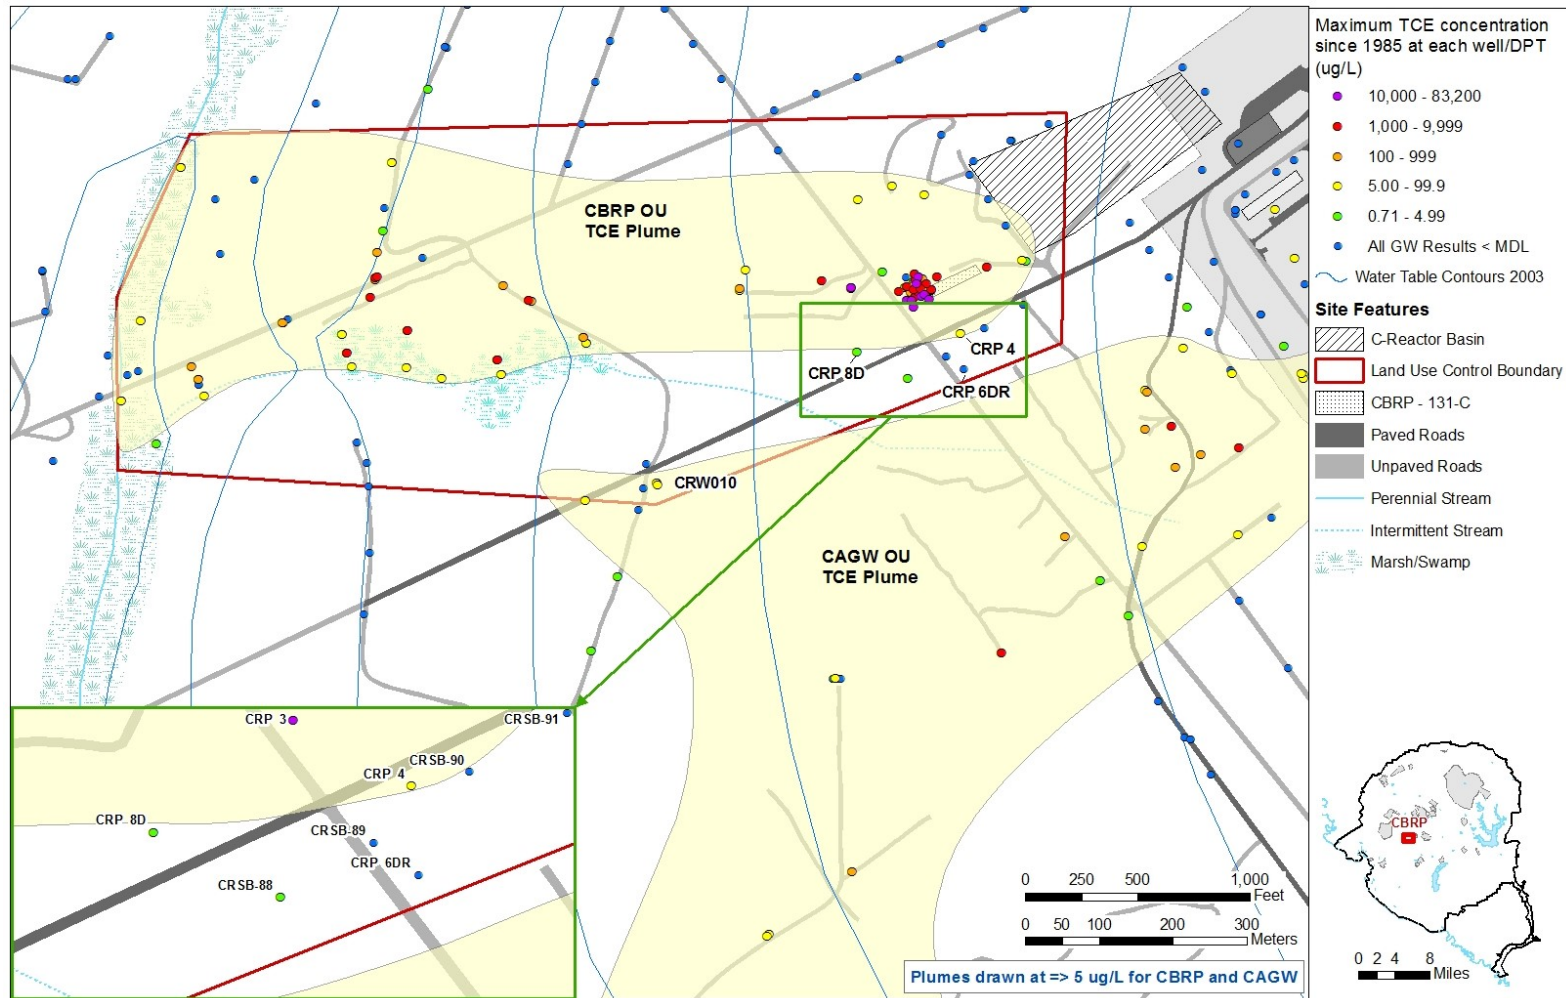 CBRP OU
TCE Plume
CRP 4
CRP 8D
CRP 6DR
CRW010
CAGW OU
TCE Plume
CRP 3
CRSB-91
CRSB-90
CRP 4
CRP 8D
CRSB-89
CRP 6DR
CRSB-88
0 250 500 1,000
Feet
0 50 100 200 300
Meters
Plumes drawn at => 5 ug/L for CBRP and CAGW
Maximum TCE concentration
since 1985 at each well/DPT
(ug/L)
10,000 - 83,200
1,000 - 9,999
100 - 999
5.00 - 99.9
0.71 - 4.99
All GW Results < MDL
Water Table Contours 2003
Site Features
C-Reactor Basin
Land Use Control Boundary
CBRP - 131-C
Paved Roads
Unpaved Roads
Perennial Stream
Intermittent Stream
Marsh/Swamp
CBRP
0 2 4 8
Miles